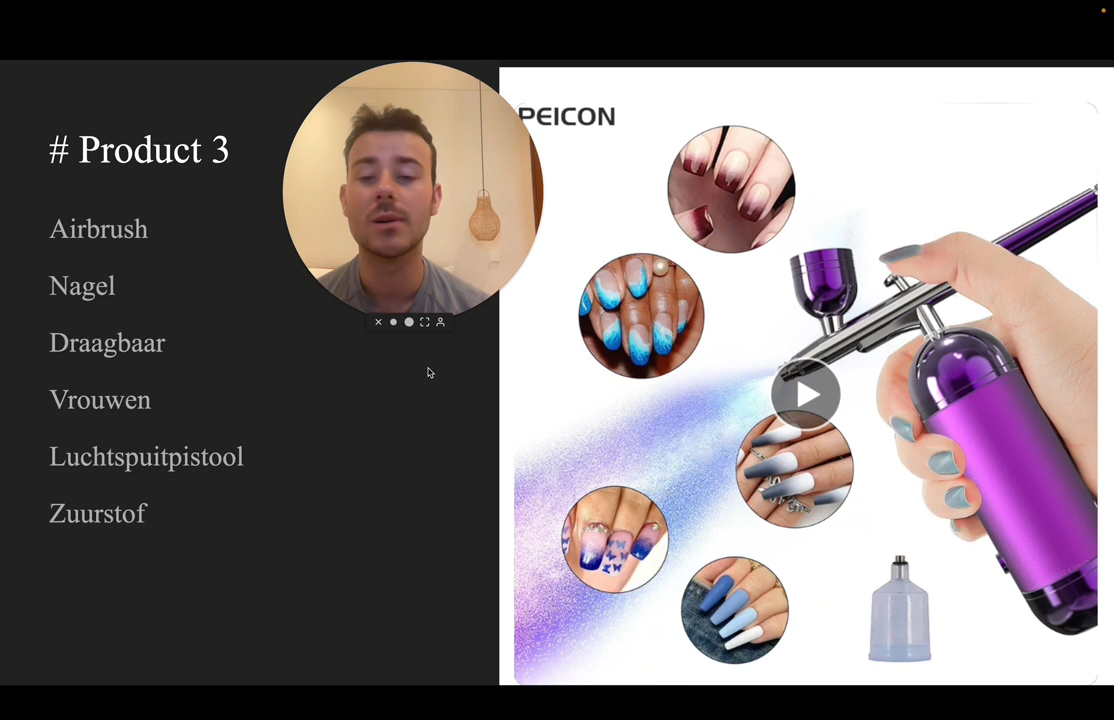 # Product 3
Airbrush
Nagel
Draagbaar
Vrouwen
Luchtspuitpistool
Zuurstof
PEICON